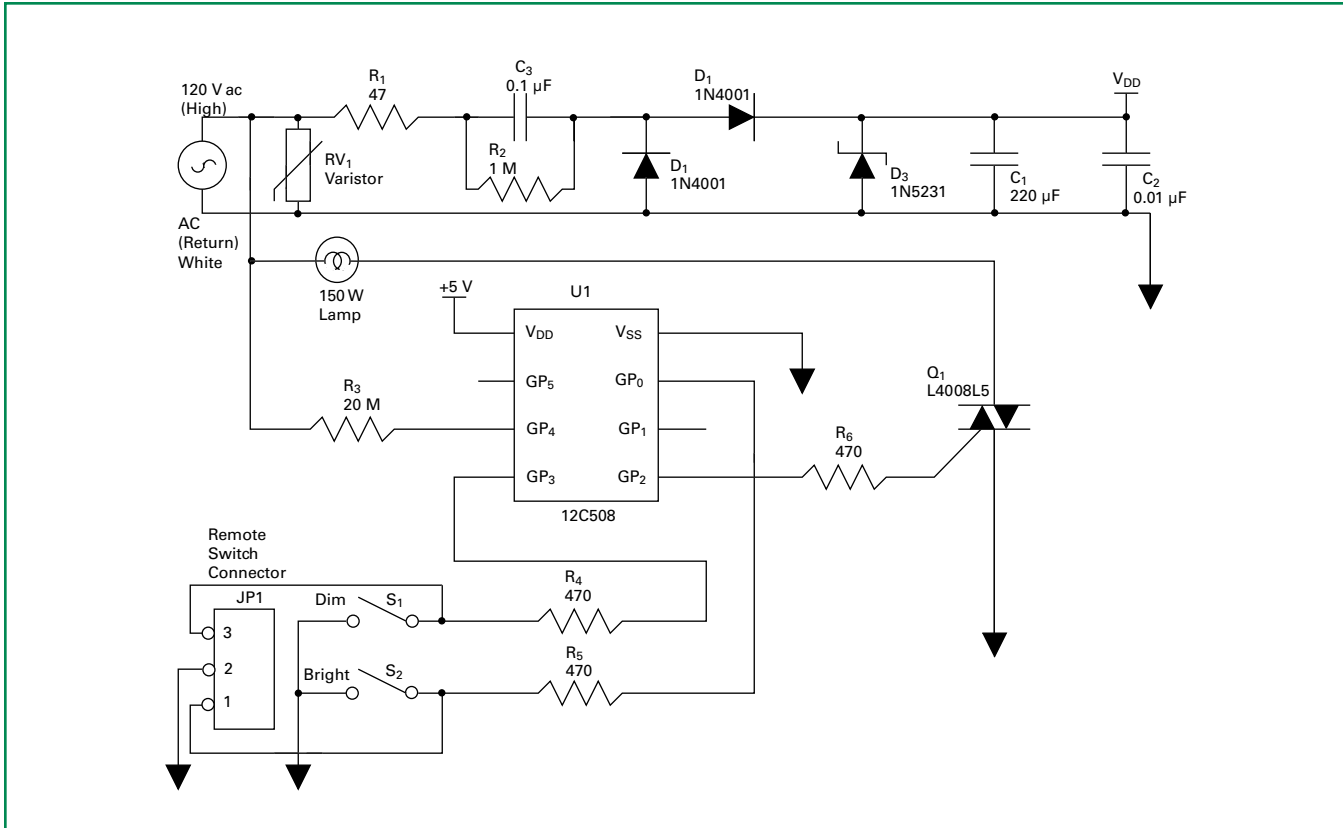 120 V ac
(High)
AC
(Return)
White
RV1
Varistor
R1
47
C3
0.1 µF
R2
1 M
D1
1N4001
D1
1N4001
D3
1N5231
C1
220 µF
VDD
C2
0.01 µF
150 W
Lamp
+5 V
U1
VDD
VSS
GP5
GP0
GP4
GP1
GP3
GP2
12C508
R3
20 M
Q1
L4008L5
R6
470
Remote
Switch
Connector
JP1
3
2
1
Dim
S1
R4
470
Bright
S2
R5
470